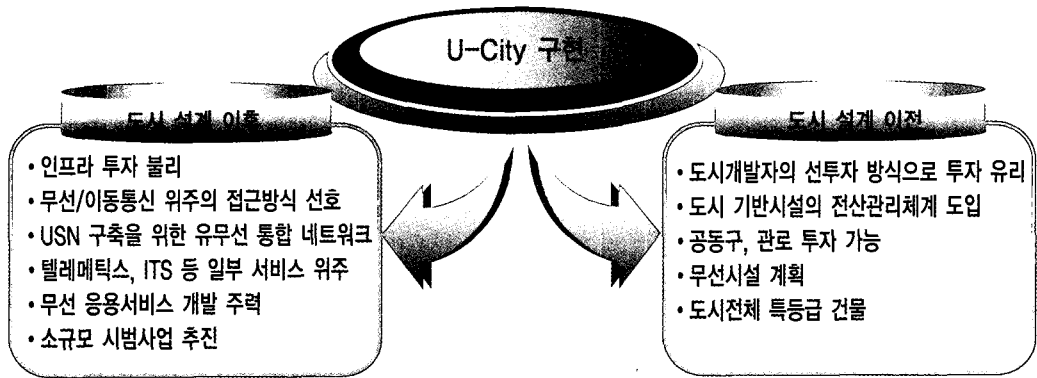 U-City 구현
도시 설계 이후
• 인프라 투자 불리
• 무선/이동통신 위주의 접근방식 선호
• USN 구축을 위한 유무선 통합 네트워크
• 텔레메틱스, ITS 등 일부 서비스 위주
• 무선 응용서비스 개발 주력
• 소규모 시범사업 추진
도시 설계 이전
• 도시개발자의 선투자 방식으로 투자 유리
• 도시 기반시설의 전산관리체계 도입
• 공동구, 관로 투자 가능
• 무선시설 계획
• 도시전체 특등급 건물